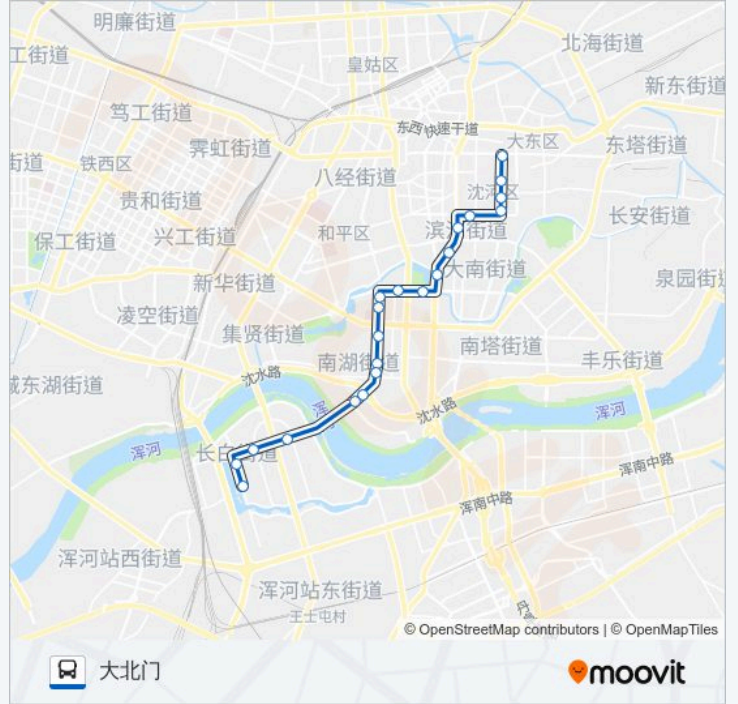 明廉街道
北海街道
工街道
皇姑区
新东街道
笃工街道
东西快速干道
大东区
霁虹街道
东塔街道
街道
铁西区
八经街道
沈河区
贵和街道
长安街道
保工街道
兴工街道
和平区
滨河街道
大南街道
新华街道
泉园街道
凌空街道
集贤街道
南塔街道
南湖街道
丰乐街道
城东湖街道
沈水路
浑
沈水路
浑河
长白街道
浑河
浑南中路
浑南中路
浑河站西街道
浑河站东街道
王士屯村
© OpenStreetMap contributors | © OpenMapTiles
大北门
moovit